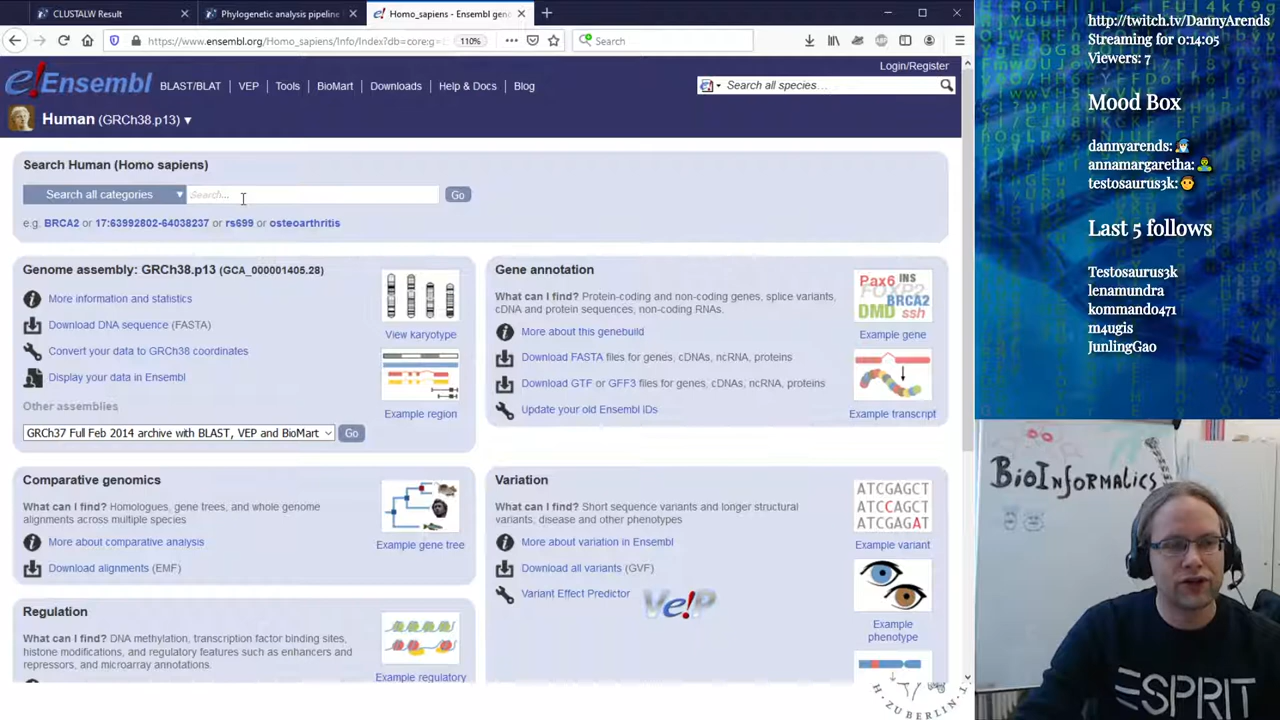 CLUSTALW Result
Phylogenetic analysis pipeline
Homo_sapiens - Ensembl gen
https://www.ensembl.org/Homo_sapiens/Info/Index?db=core;g=
110%
Search
Login/Register
e!Ensembl
BLAST/BLAT
VEP
Tools
BioMart
Downloads
Help & Docs
Blog
Search all species…
Human (GRCh38.p13)
Search Human (Homo sapiens)
Search all categories
Search...
Go
e.g. BRCA2 or 17:63992802-64038237 or rs699 or osteoarthritis
Genome assembly: GRCh38.p13 (GCA_000001405.28)
More information and statistics
Download DNA sequence (FASTA)
Convert your data to GRCh38 coordinates
Display your data in Ensembl
Other assemblies
GRCh37 Full Feb 2014 archive with BLAST, VEP and BioMart
Go
View karyotype
Example region
Gene annotation
What can I find? Protein-coding and non-coding genes, splice variants,
cDNA and protein sequences, non-coding RNAs.
More about this genebuild
Download FASTA files for genes, cDNAs, ncRNA, proteins
Download GTF or GFF3 files for genes, cDNAs, ncRNA, proteins
Update your old Ensembl IDs
Pax6 INS
FOXP2
BRCA2
DMD ssh
Example gene
Example transcript
Comparative genomics
What can I find? Homologues, gene trees, and whole genome
alignments across multiple species
More about comparative analysis
Download alignments (EMF)
Example gene tree
Variation
What can I find? Short sequence variants and longer structural
variants, disease and other phenotypes
More about variation in Ensembl
Download all variants (GVF)
Variant Effect Predictor
Ve!P
ATCGAGCT
ATCCAGCT
ATCGAGAT
Example variant
Example
phenotype
Regulation
What can I find? DNA methylation, transcription factor binding sites,
histone modifications, and regulatory features such as enhancers and
repressors, and microarray annotations.
Example regulatory
H · ZU BERLIN
http://twitch.tv/DannyArends
Streaming for 0:14:05
Viewers: 7
Mood Box
dannyarends:
annamargaretha:
testosaurus3k:
Last 5 follows
Testosaurus3k
lenamundra
kommando471
m4ugis
JunlingGao
BioInformatics
ESPRIT